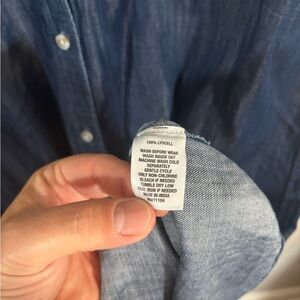 100% LYOCELL
WASH BEFORE WEAR
WASH INSIDE OUT
MACHINE WASH COLD
SEPARATELY
GENTLE CYCLE
ONLY NON-CHLORINE
BLEACH IF NEEDED
TUMBLE DRY LOW
COOL IRON IF NEEDED
MADE IN INDIA